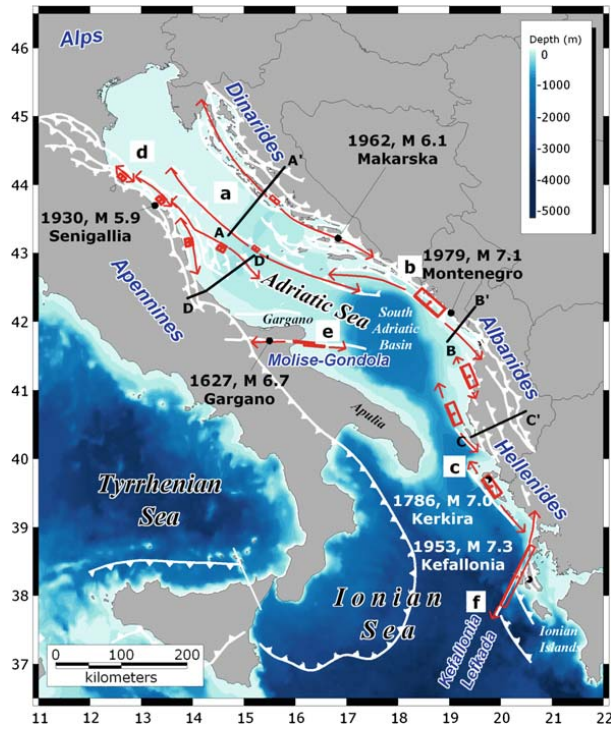 46
45
44
43
42
41
40
39
38
37
11 12 13 14 15 16 17 18 19 20 21 22
Alps
Depth (m)
0
-1000
-2000
-3000
-4000
-5000
Dinarides
d
A'
1962, M 6.1
Makarska
a
1930, M 5.9
Senigallia
A
b
1979, M 7.1
Montenegro
D'
Apennines
Adriatic Sea
B'
D
Gargano
South
Adriatic
Basin
Albanides
e
B
Molise-Gondola
1627, M 6.7
Gargano
Apulia
C'
C
Hellenides
Tyrrhenian
Sea
c
1786, M 7.0
Kerkira
1953, M 7.3
Kefallonia
Ionian
Sea
f
Kefallonia
Lefkada
Ionian
Islands
0 100 200
kilometers